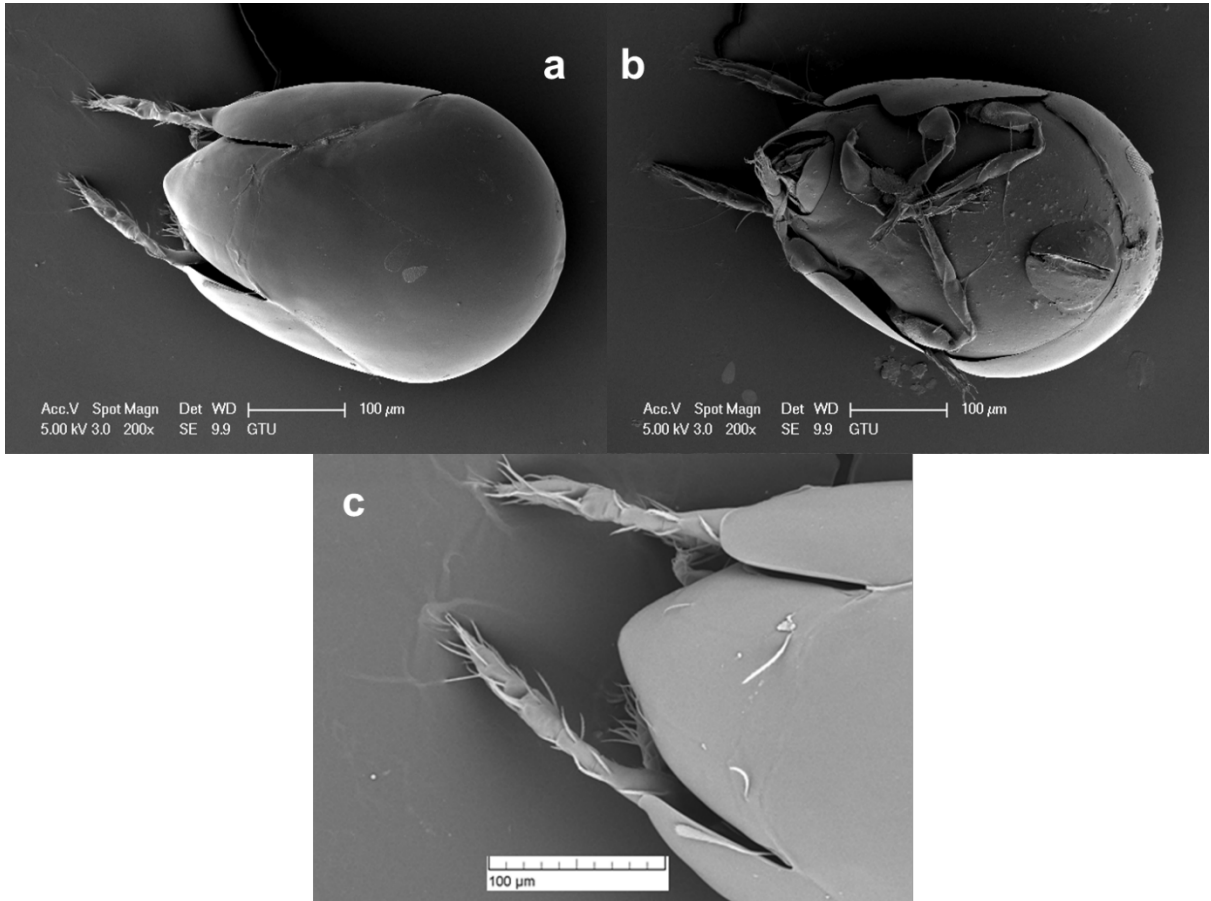 a
b
Acc.V Spot Magn Det WD 100 µm
5.00 kV 3.0 200x SE 9.9 GTU
Acc.V Spot Magn Det WD 100 µm
5.00 kV 3.0 200x SE 9.9 GTU
c
100 µm